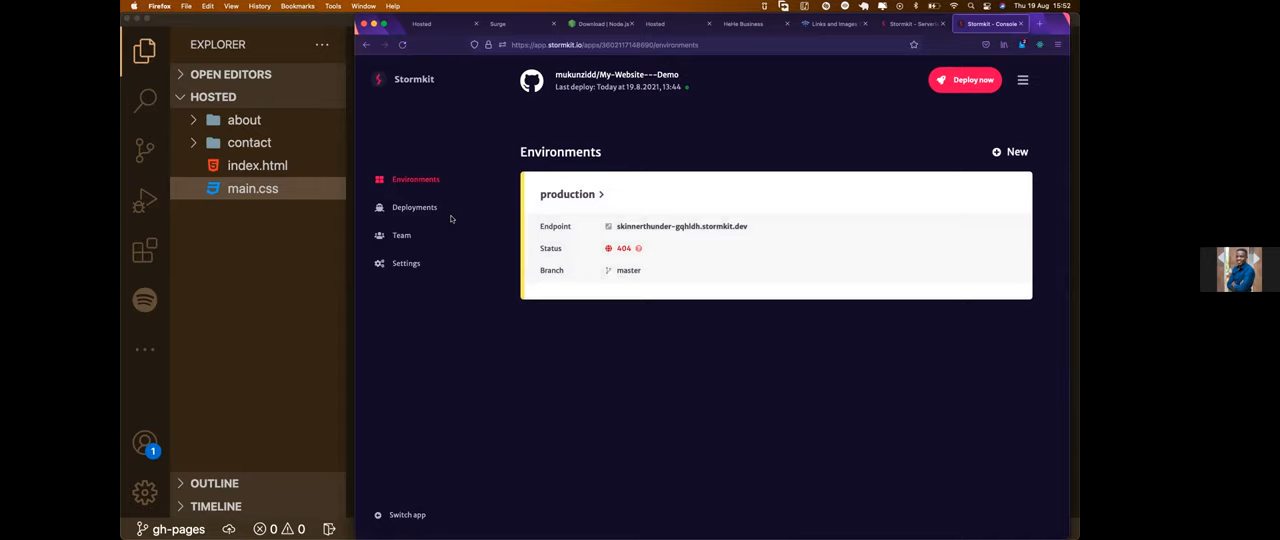 Firefox File Edit View History Bookmarks Tools Window Help
Thu 19 Aug 15:52
EXPLORER
OPEN EDITORS
HOSTED
about
contact
index.html
main.css
OUTLINE
TIMELINE
gh-pages 0 0
1
Hosted Surge Download | Node.js Hosted HeHe Business Links and Images Stormkit - Server Stormkit - Console
https://app.stormkit.io/apps/3602117148690/environments
Stormkit
mukunzidd/My-Website---Demo
Last deploy: Today at 19.8.2021, 13:44
Deploy now
Environments
New
Environments
Deployments
Team
Settings
production >
Endpoint skinnerthunder-gqhldh.stormkit.dev
Status 404
Branch master
Switch app